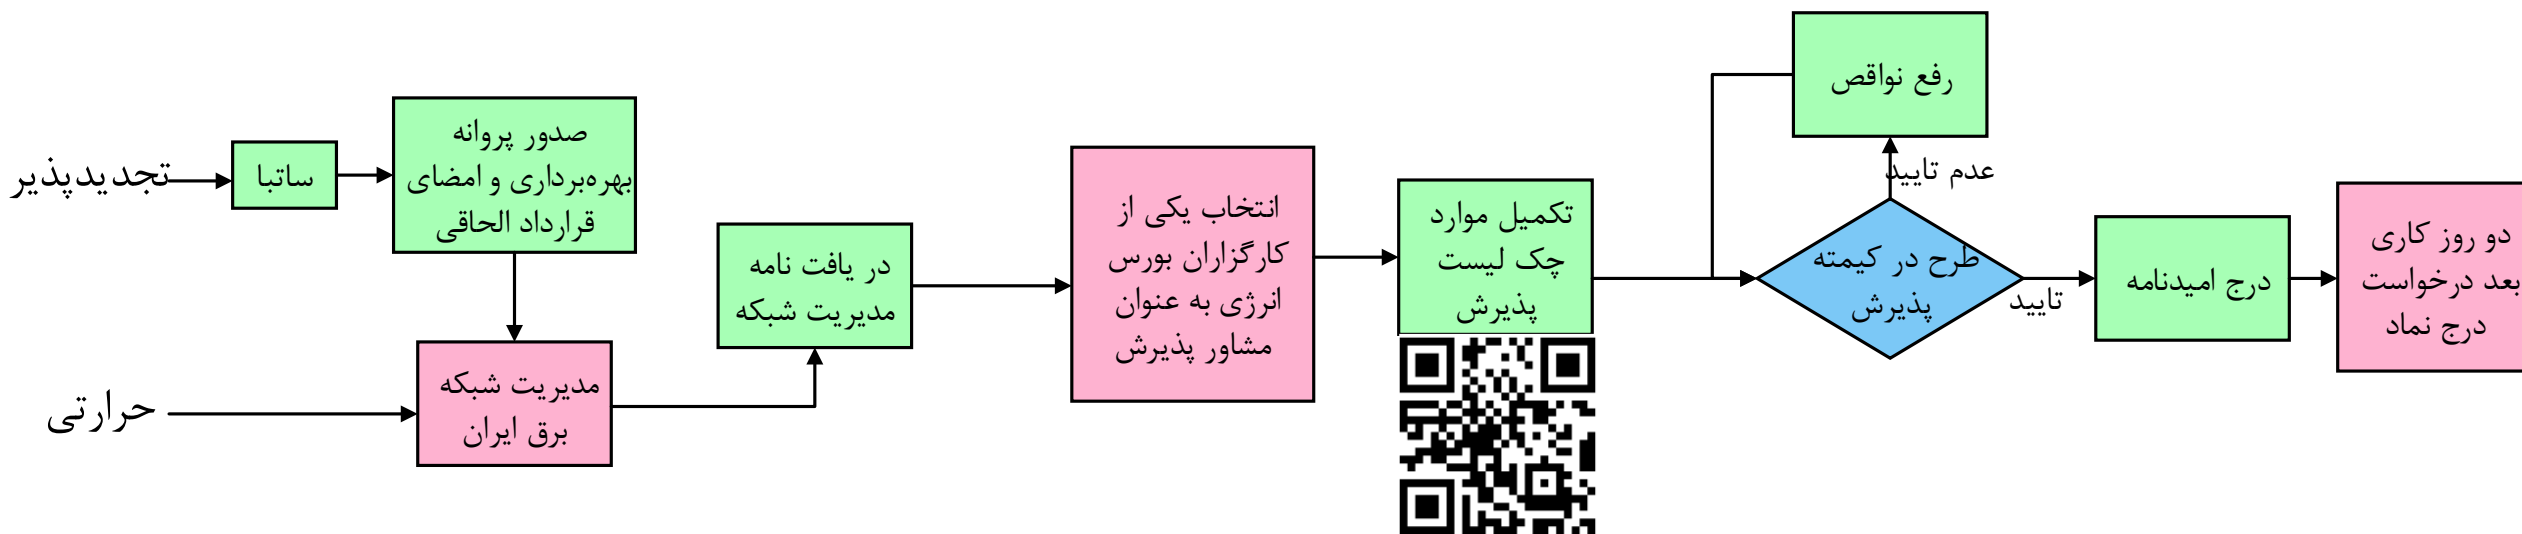 تجدیدپذیر
ساتبا
صدور پروانه
بهره‌برداری و امضای
قرارداد الحاقی
حرارتی
مدیریت شبکه
برق ایران
در یافت نامه
مدیریت شبکه
انتخاب یکی از
کارگزاران بورس
انرژی به عنوان
مشاور پذیرش
تکمیل موارد
چک لیست
پذیرش
طرح در کیمته
پذیرش
عدم تایید
رفع نواقص
تایید
درج امیدنامه
دو روز کاری
بعد درخواست
درج نماد